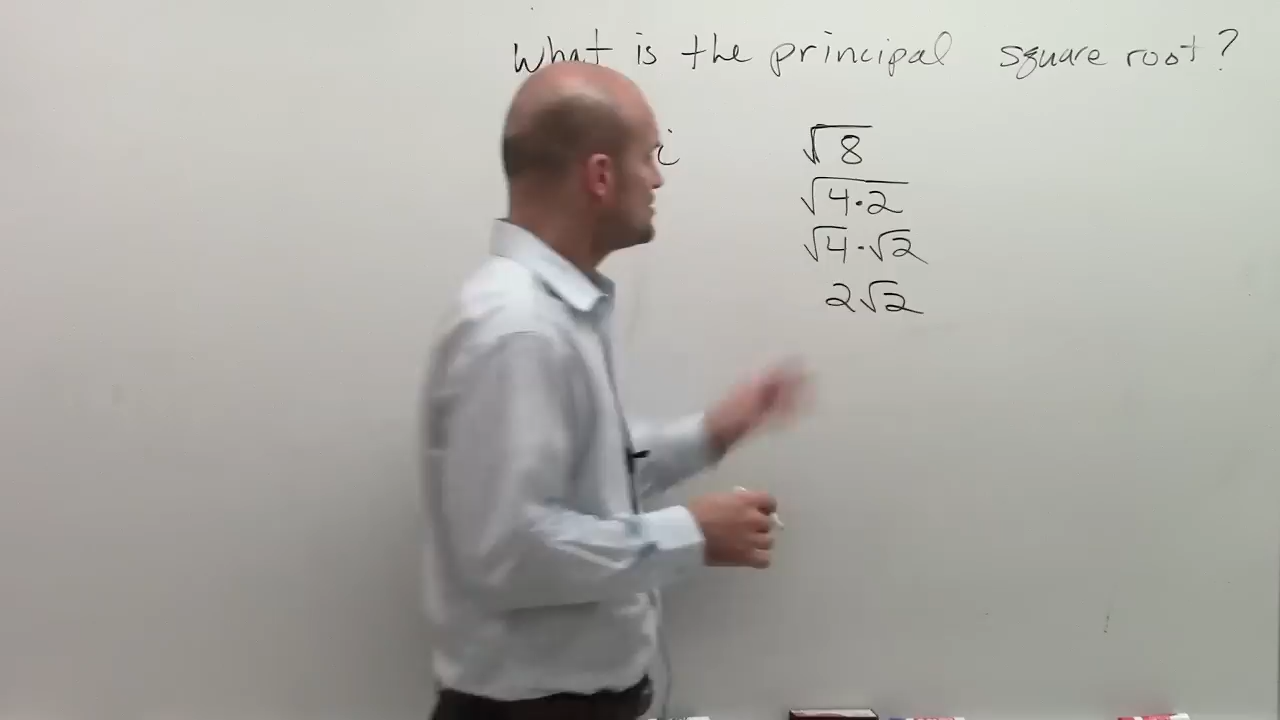 What is the principal square root?
i
√8
√4·2
√4·√2
2√2